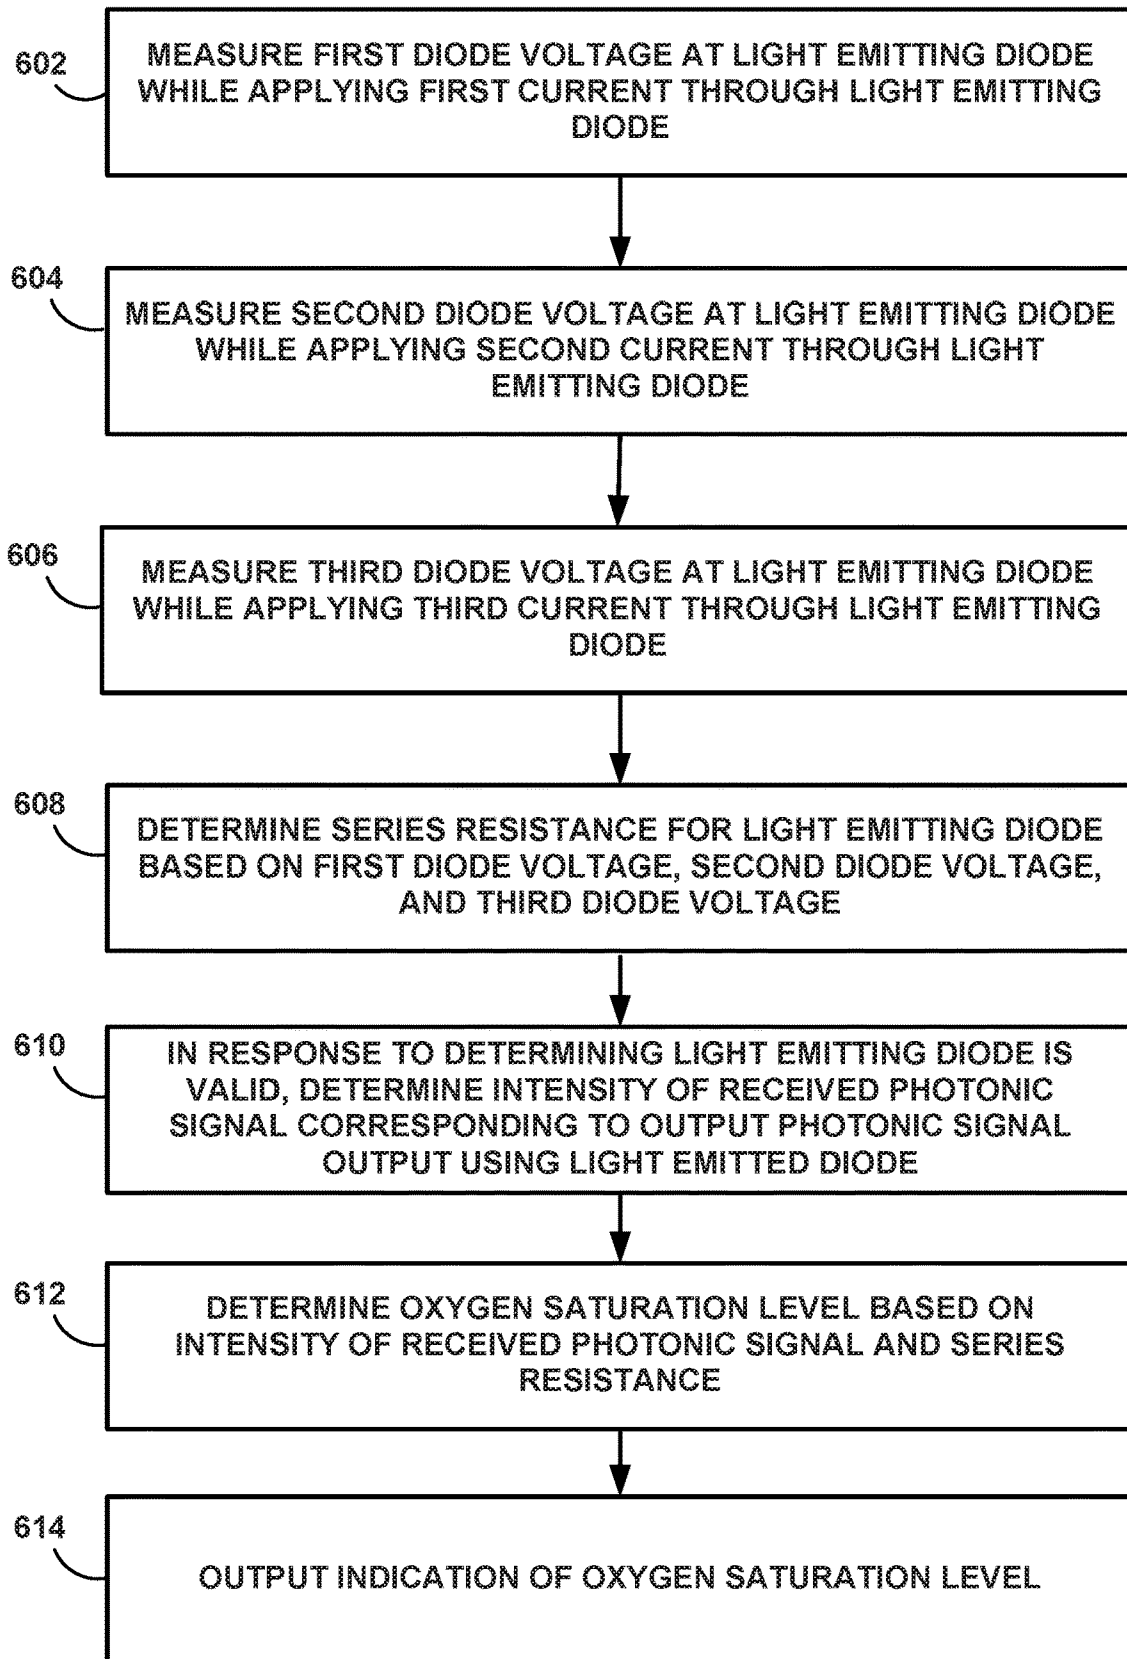 602
MEASURE FIRST DIODE VOLTAGE AT LIGHT EMITTING DIODE
WHILE APPLYING FIRST CURRENT THROUGH LIGHT EMITTING
DIODE
604
MEASURE SECOND DIODE VOLTAGE AT LIGHT EMITTING DIODE
WHILE APPLYING SECOND CURRENT THROUGH LIGHT
EMITTING DIODE
606
MEASURE THIRD DIODE VOLTAGE AT LIGHT EMITTING DIODE
WHILE APPLYING THIRD CURRENT THROUGH LIGHT EMITTING
DIODE
608
DETERMINE SERIES RESISTANCE FOR LIGHT EMITTING DIODE
BASED ON FIRST DIODE VOLTAGE, SECOND DIODE VOLTAGE,
AND THIRD DIODE VOLTAGE
610
IN RESPONSE TO DETERMINING LIGHT EMITTING DIODE IS
VALID, DETERMINE INTENSITY OF RECEIVED PHOTONIC
SIGNAL CORRESPONDING TO OUTPUT PHOTONIC SIGNAL
OUTPUT USING LIGHT EMITTED DIODE
612
DETERMINE OXYGEN SATURATION LEVEL BASED ON
INTENSITY OF RECEIVED PHOTONIC SIGNAL AND SERIES
RESISTANCE
614
OUTPUT INDICATION OF OXYGEN SATURATION LEVEL